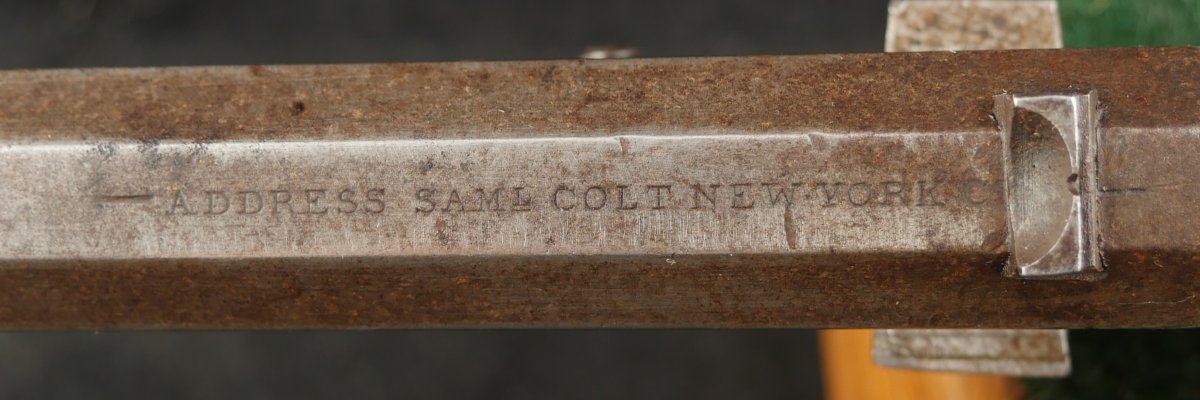 — ADDRESS SAML COLT NEW-YORK C